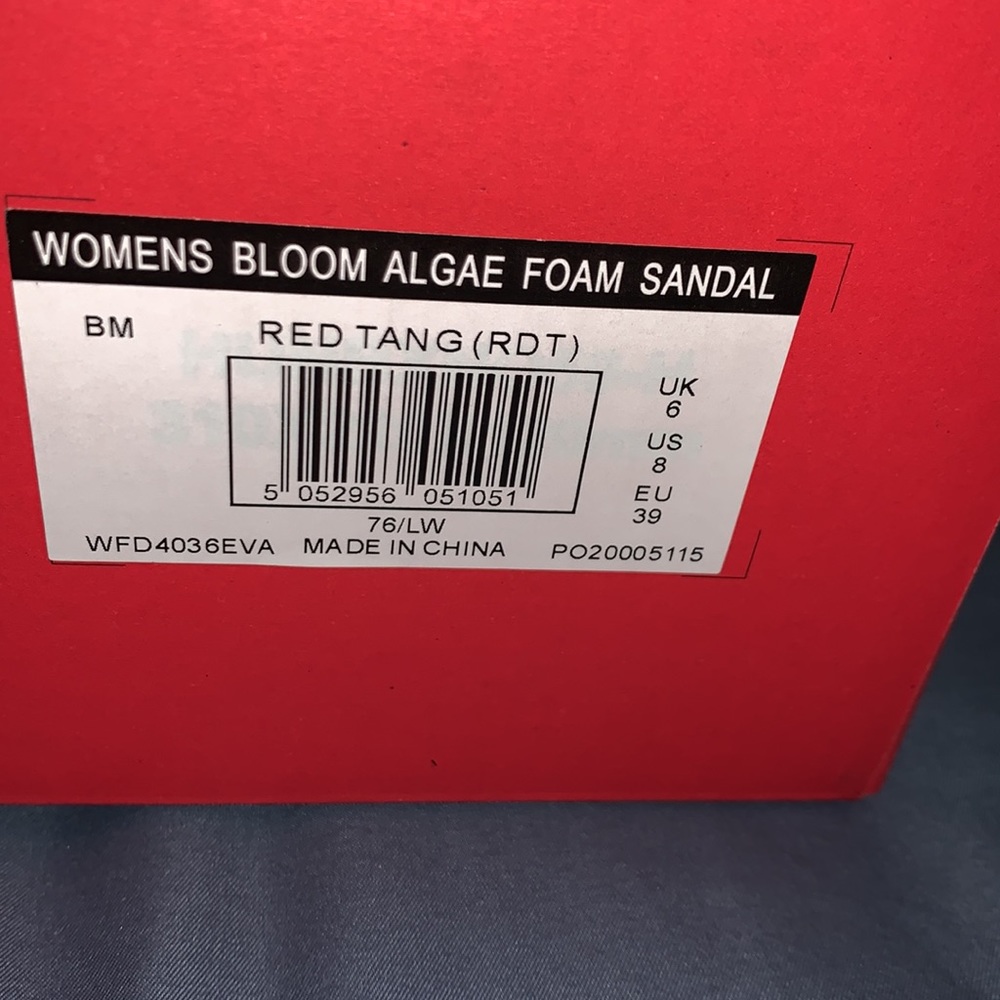 WOMENS BLOOM ALGAE FOAM SANDAL
BM
RED TANG (RDT)
UK
6
US
8
EU
39
5 052956 051051
76/LW
WFD4036EVA MADE IN CHINA PO20005115